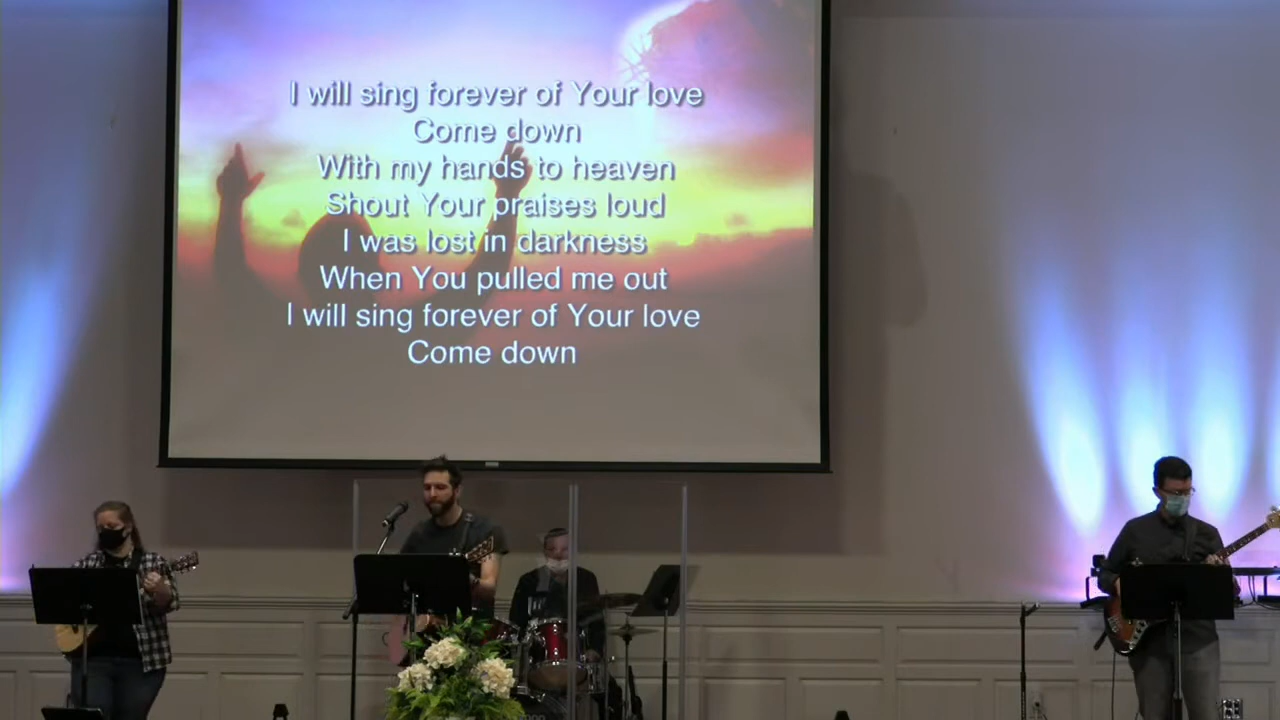 I will sing forever of Your love
Come down
With my hands to heaven
Shout Your praises loud
I was lost in darkness
When You pulled me out
I will sing forever of Your love
Come down